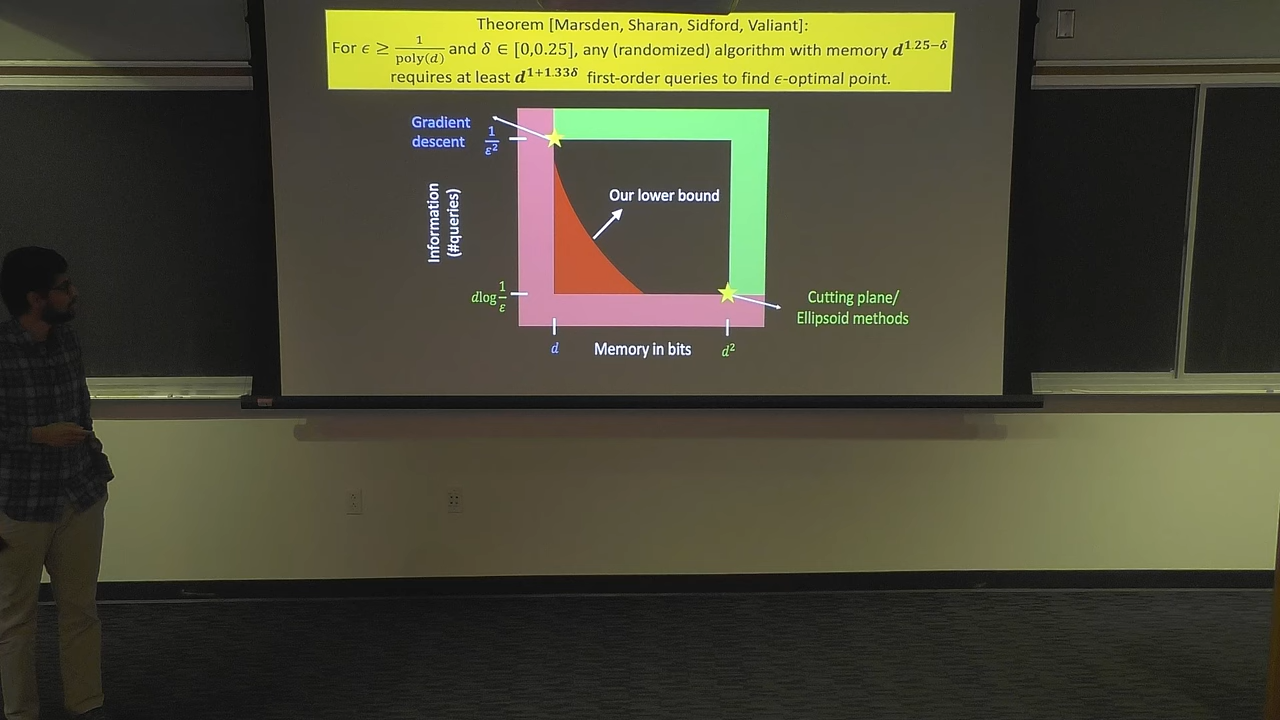 Theorem [Marsden, Sharan, Sidford, Valiant]:
For ϵ ≥ 1/poly(d) and δ ∈ [0,0.25], any (randomized) algorithm with memory d^{1.25−δ}
requires at least d^{1+1.33δ} first-order queries to find ϵ-optimal point.
Gradient
descent
1/ε²
Our lower bound
Information
(#queries)
dlog 1/ε
Cutting plane/
Ellipsoid methods
d
Memory in bits
d²